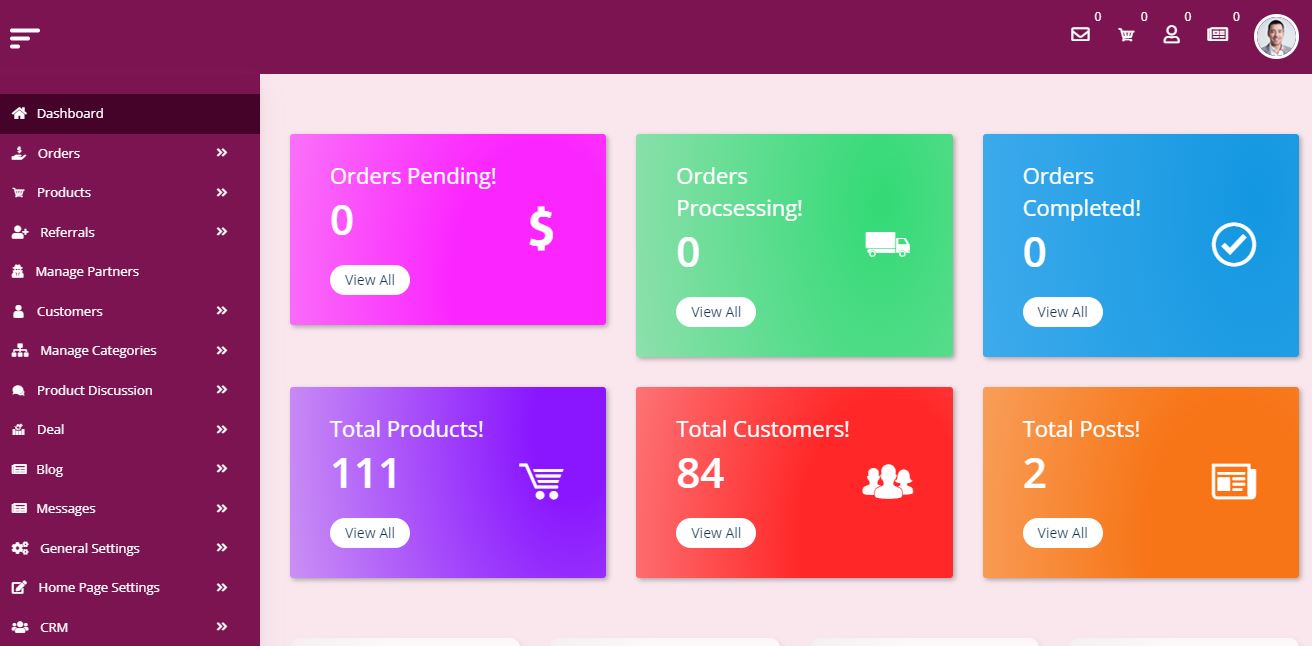 0 0 0 0
Dashboard
Orders
Products
Referrals
Manage Partners
Customers
Manage Categories
Product Discussion
Deal
Blog
Messages
General Settings
Home Page Settings
CRM
Orders Pending!
0
View All
Orders
Procsessing!
0
View All
Orders
Completed!
0
View All
Total Products!
111
View All
Total Customers!
84
View All
Total Posts!
2
View All